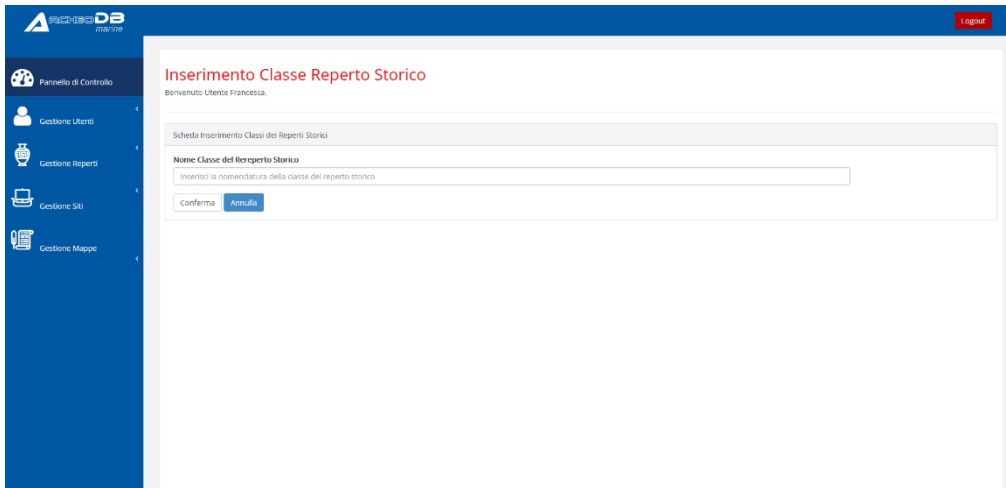 ARCHEODB
marine
Logout
Pannello di Controllo
Gestione Utenti
Gestione Reperti
Gestione Siti
Gestione Mappe
Inserimento Classe Reperto Storico
Benvenuto Utente Francesca.
Scheda Inserimento Classi dei Reperti Storici
Nome Classe del Rereperto Storico
Inserisci la nomenclatura della classe del reperto storico
Conferma Annulla